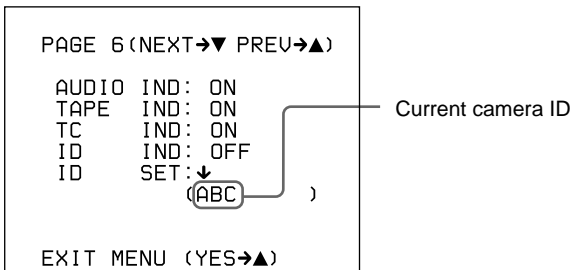 PAGE 6(NEXT→▼ PREV→▲)
AUDIO IND: ON
TAPE IND: ON
TC IND: ON
ID IND: OFF
ID SET:↓
(ABC )
Current camera ID
EXIT MENU (YES→▲)